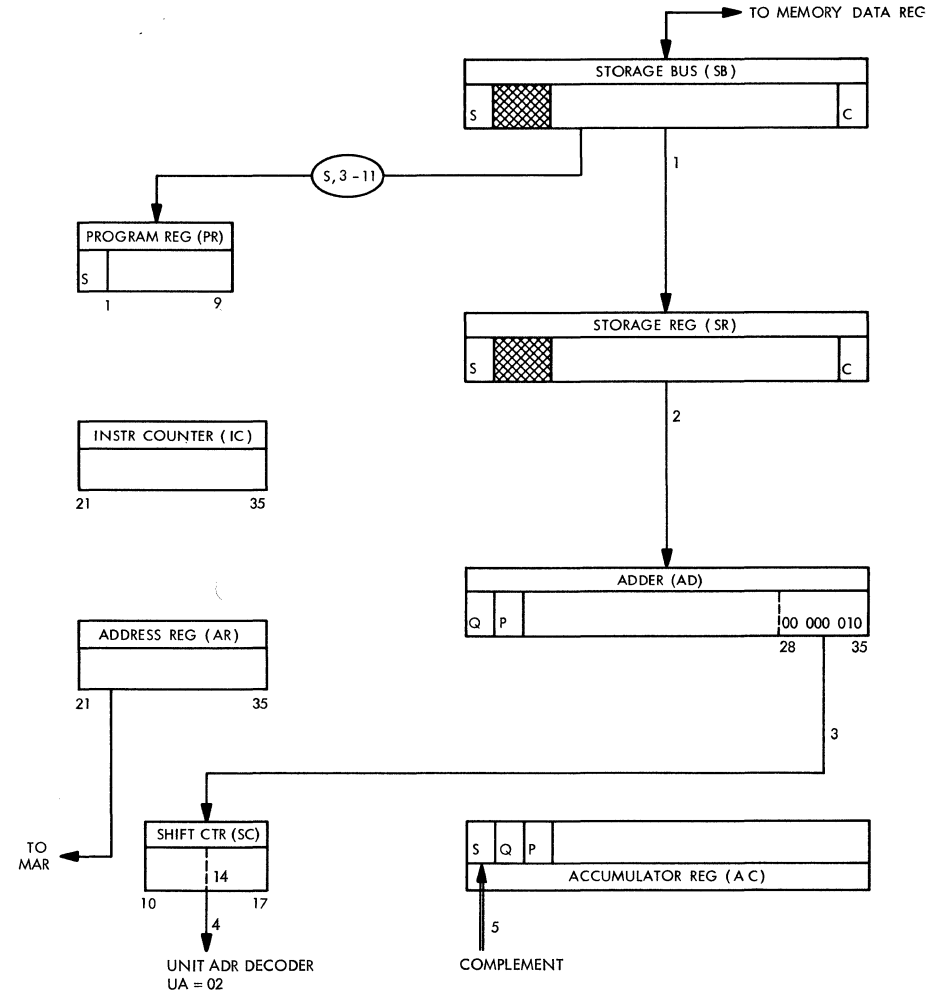 TO MEMORY DATA REG
STORAGE BUS (SB)
S
C
1
S, 3-11
PROGRAM REG (PR)
S
1 9
STORAGE REG (SR)
S
C
2
INSTR COUNTER (IC)
21 35
ADDER (AD)
Q P 00 000 010
28 35
ADDRESS REG (AR)
21 35
3
SHIFT CTR (SC)
14
10 17
TO
MAR
S Q P
ACCUMULATOR REG (AC)
4
5
UNIT ADR DECODER
UA = 02
COMPLEMENT